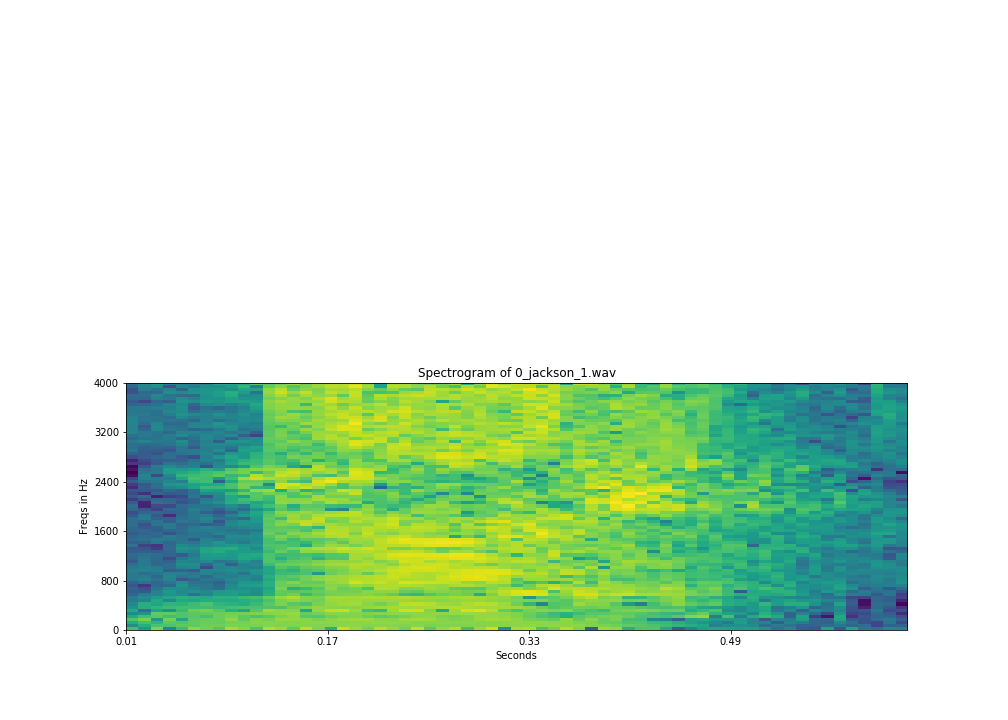 Spectrogram of 0_jackson_1.wav
4000
3200
2400
1600
800
0
Freqs in Hz
0.01 0.17 0.33 0.49
Seconds